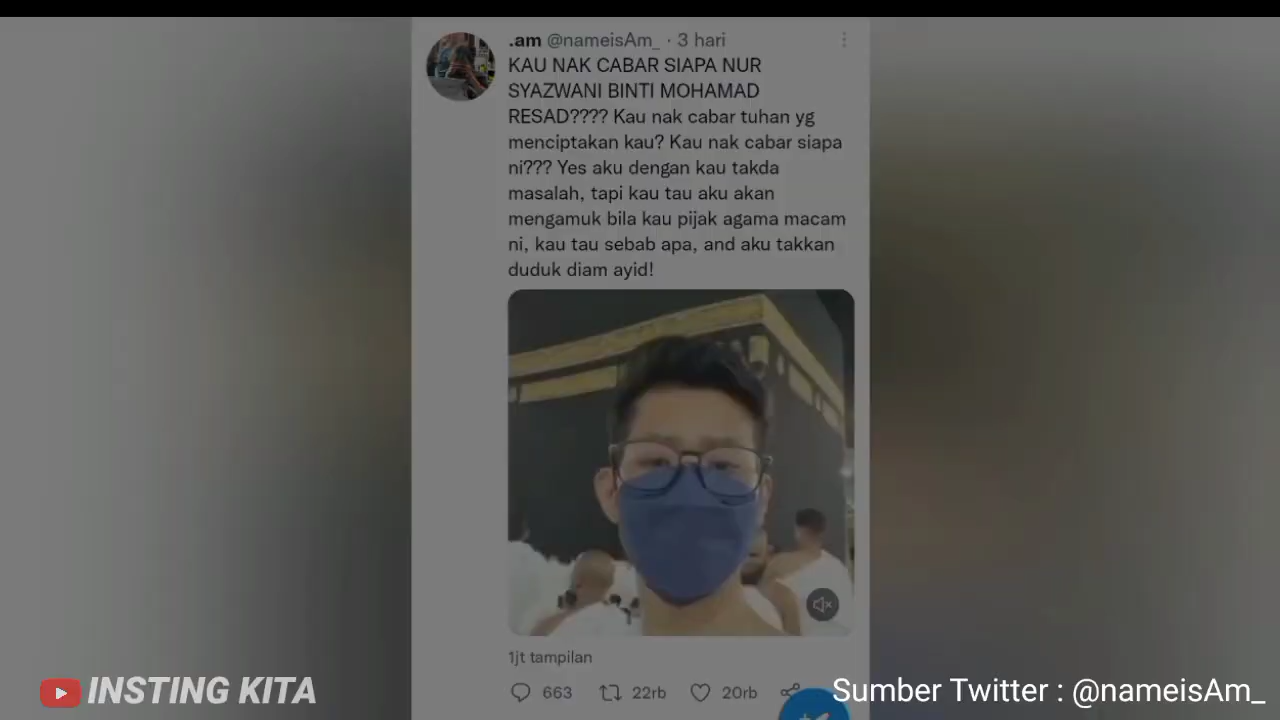 .am @nameisAm_ · 3 hari
KAU NAK CABAR SIAPA NUR
SYAZWANI BINTI MOHAMAD
RESAD???? Kau nak cabar tuhan yg
menciptakan kau? Kau nak cabar siapa
ni??? Yes aku dengan kau takda
masalah, tapi kau tau aku akan
mengamuk bila kau pijak agama macam
ni, kau tau sebab apa, and aku takkan
duduk diam ayid!
1jt tampilan
663 22rb 20rb
INSTING KITA
Sumber Twitter : @nameisAm_